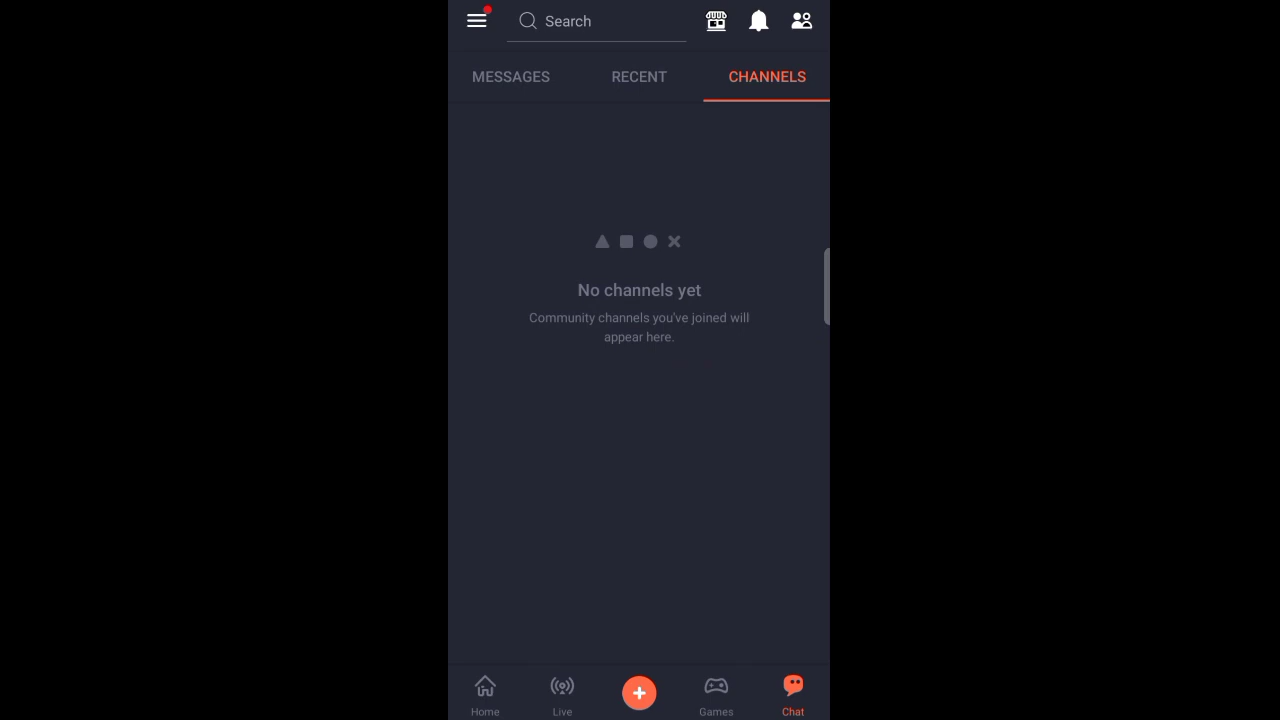 Search
MESSAGES RECENT CHANNELS
No channels yet
Community channels you've joined will
appear here.
Home Live Games Chat